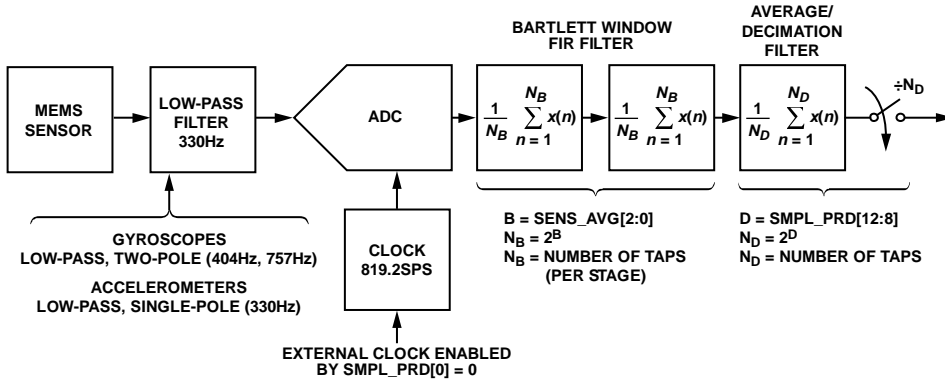 BARTLETT WINDOW
FIR FILTER
AVERAGE/
DECIMATION
FILTER
MEMS
SENSOR
LOW-PASS
FILTER
330Hz
ADC
1/N_B N_B Σ n = 1 x(n)
1/N_B N_B Σ n = 1 x(n)
1/N_D N_D Σ n = 1 x(n)
÷N_D
GYROSCOPES
LOW-PASS, TWO-POLE (404Hz, 757Hz)
ACCELEROMETERS
LOW-PASS, SINGLE-POLE (330Hz)
CLOCK
819.2SPS
EXTERNAL CLOCK ENABLED
BY SMPL_PRD[0] = 0
B = SENS_AVG[2:0]
N_B = 2^B
N_B = NUMBER OF TAPS
(PER STAGE)
D = SMPL_PRD[12:8]
N_D = 2^D
N_D = NUMBER OF TAPS